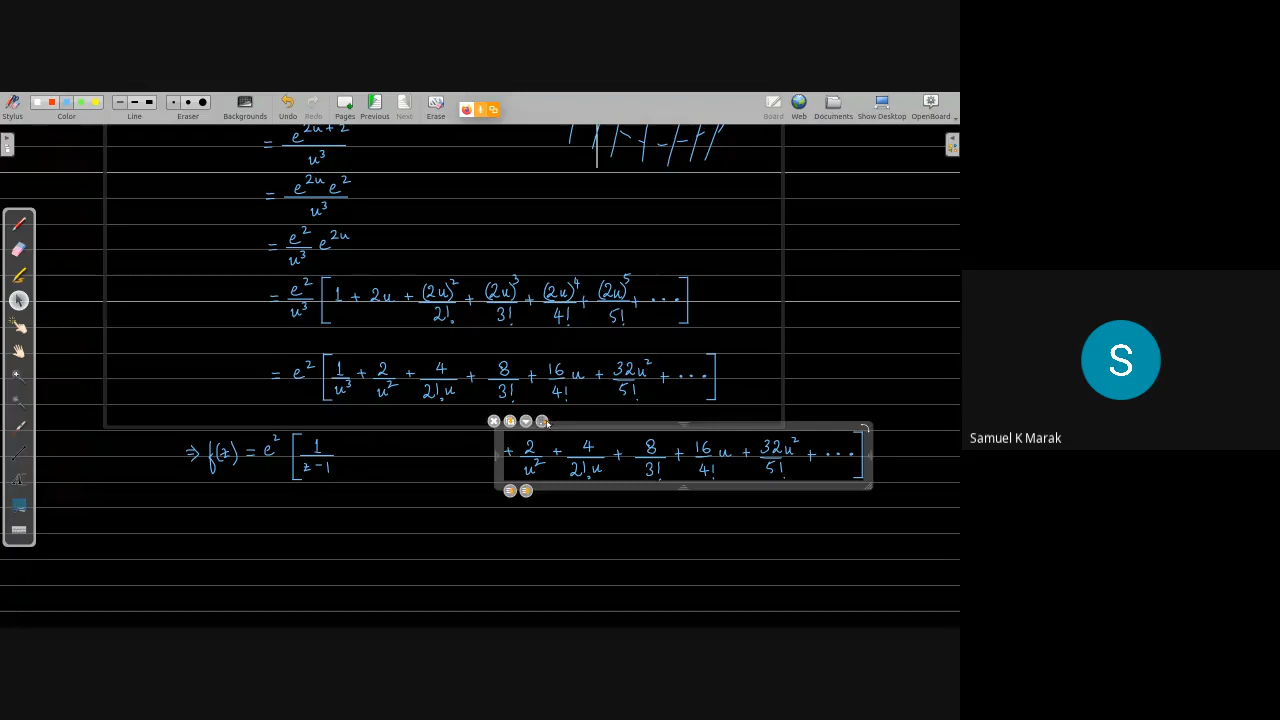 Stylus Color Line Eraser Backgrounds Undo Redo Pages Previous Next Erase Board Web Documents Show Desktop OpenBoard
= e^{2u+2} / u^3
= e^{2u} e^2 / u^3
= e^2/u^3 e^{2u}
= e^2/u^3 [ 1 + 2u + (2u)^2/2! + (2u)^3/3! + (2u)^4/4! + (2u)^5/5! + ... ]
= e^2 [ 1/u^3 + 2/u^2 + 4/2!u + 8/3! + 16/4! u + 32u^2/5! + ... ]
⇒ f(z) = e^2 [ 1/z-1 + 2/u^2 + 4/2!u + 8/3! + 16/4! u + 32u^2/5! + ... ]
S
Samuel K Marak